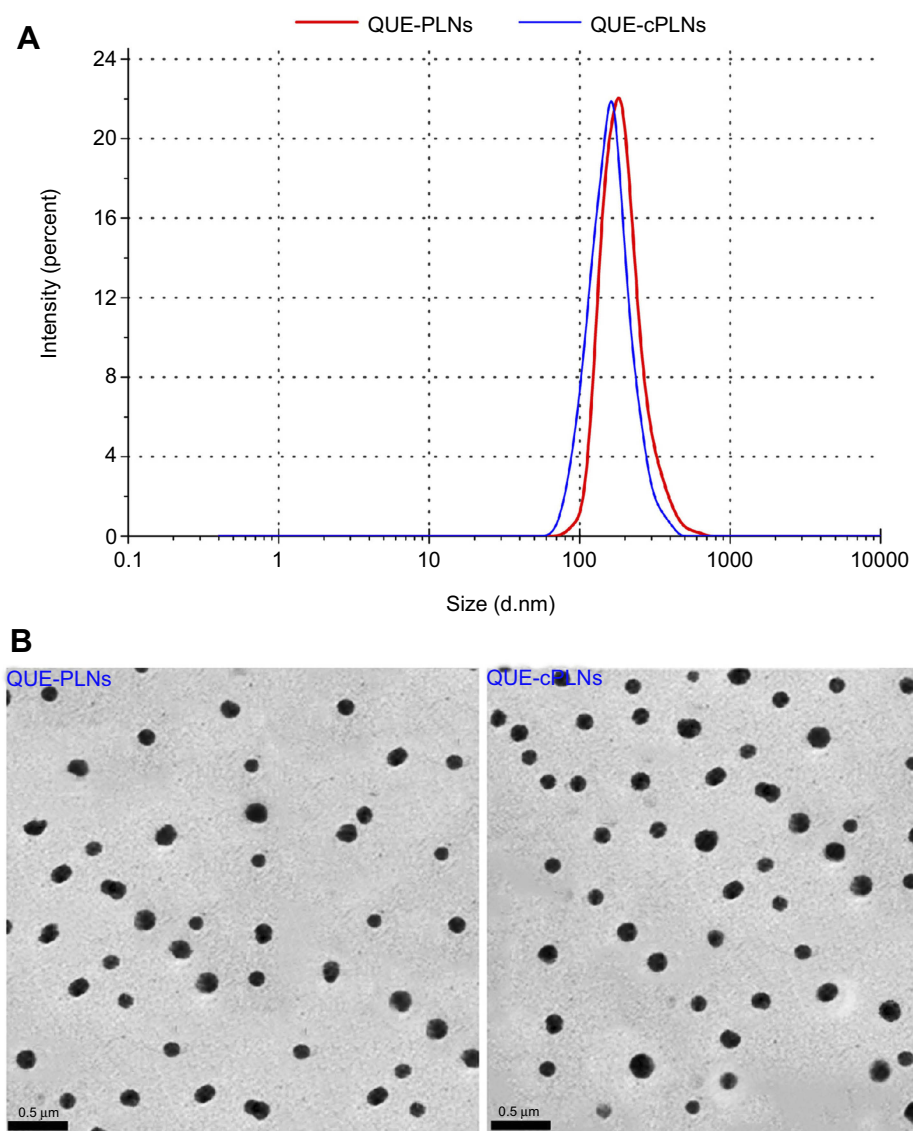 A
QUE-PLNs QUE-cPLNs
24
20
16
12
8
4
0
Intensity (percent)
0.1 1 10 100 1000 10000
Size (d.nm)
B
QUE-PLNs QUE-cPLNs
0.5 μm 0.5 μm